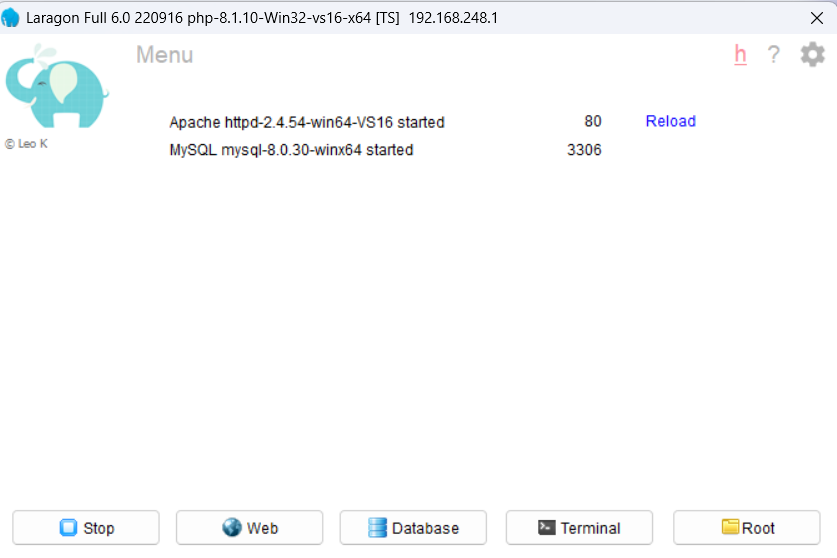 Laragon Full 6.0 220916 php-8.1.10-Win32-vs16-x64 [TS] 192.168.248.1
Menu h ?
Apache httpd-2.4.54-win64-VS16 started 80 Reload
© Leo K
MySQL mysql-8.0.30-winx64 started 3306
Stop Web Database Terminal Root